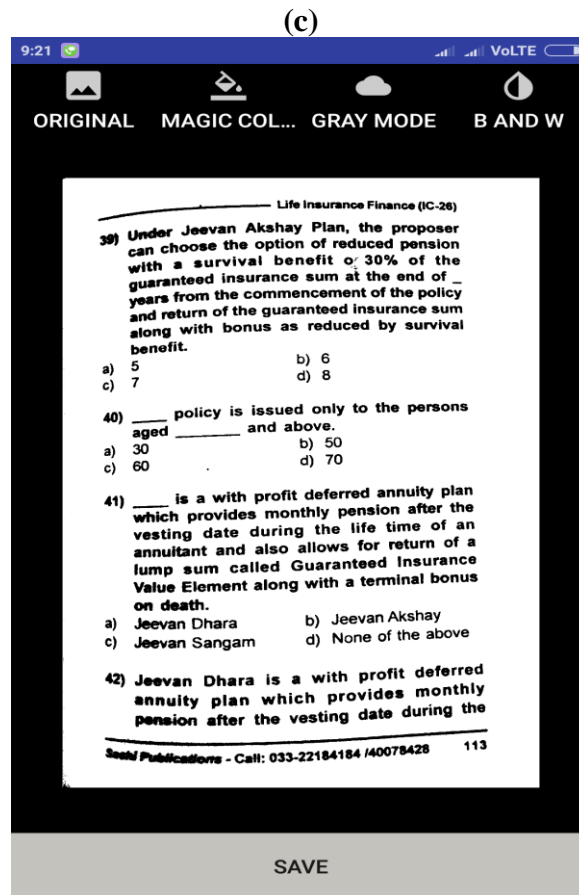 (c)
9:21 VoLTE
ORIGINAL MAGIC COL... GRAY MODE B AND W
Life Insurance Finance (IC-26)
39) Under Jeevan Akshay Plan, the proposer
can choose the option of reduced pension
with a survival benefit o 30% of the
guaranteed insurance sum at the end of _
years from the commencement of the policy
and return of the guaranteed insurance sum
along with bonus as reduced by survival
benefit.
a) 5 b) 6
c) 7 d) 8
40) ____ policy is issued only to the persons
aged _______ and above.
a) 30 b) 50
c) 60 d) 70
41) ____ is a with profit deferred annuity plan
which provides monthly pension after the
vesting date during the life time of an
annuitant and also allows for return of a
lump sum called Guaranteed Insurance
Value Element along with a terminal bonus
on death.
a) Jeevan Dhara b) Jeevan Akshay
c) Jeevan Sangam d) None of the above
42) Jeevan Dhara is a with profit deferred
annuity plan which provides monthly
pension after the vesting date during the
Publications - Call: 033-22184184 /40078428 113
SAVE